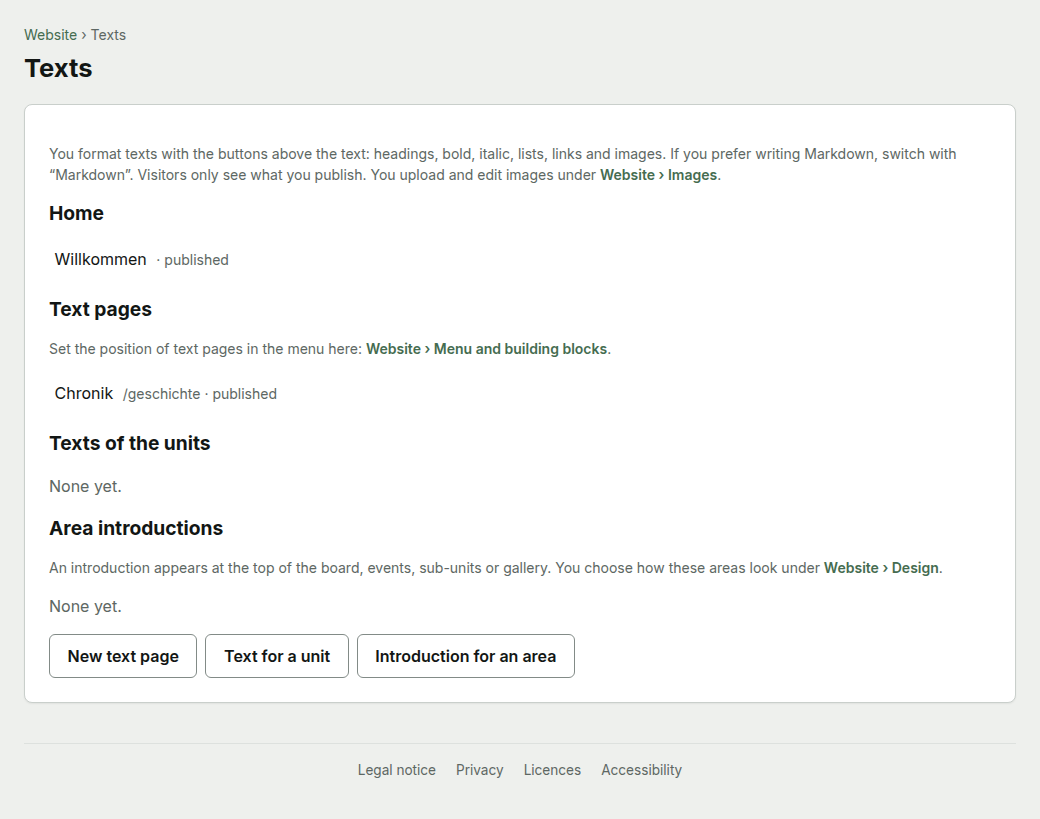 Website › Texts
Texts
You format texts with the buttons above the text: headings, bold, italic, lists, links and images. If you prefer writing Markdown, switch with
“Markdown”. Visitors only see what you publish. You upload and edit images under Website › Images.
Home
Willkommen · published
Text pages
Set the position of text pages in the menu here: Website › Menu and building blocks.
Chronik /geschichte · published
Texts of the units
None yet.
Area introductions
An introduction appears at the top of the board, events, sub-units or gallery. You choose how these areas look under Website › Design.
None yet.
New text page Text for a unit Introduction for an area
Legal notice Privacy Licences Accessibility